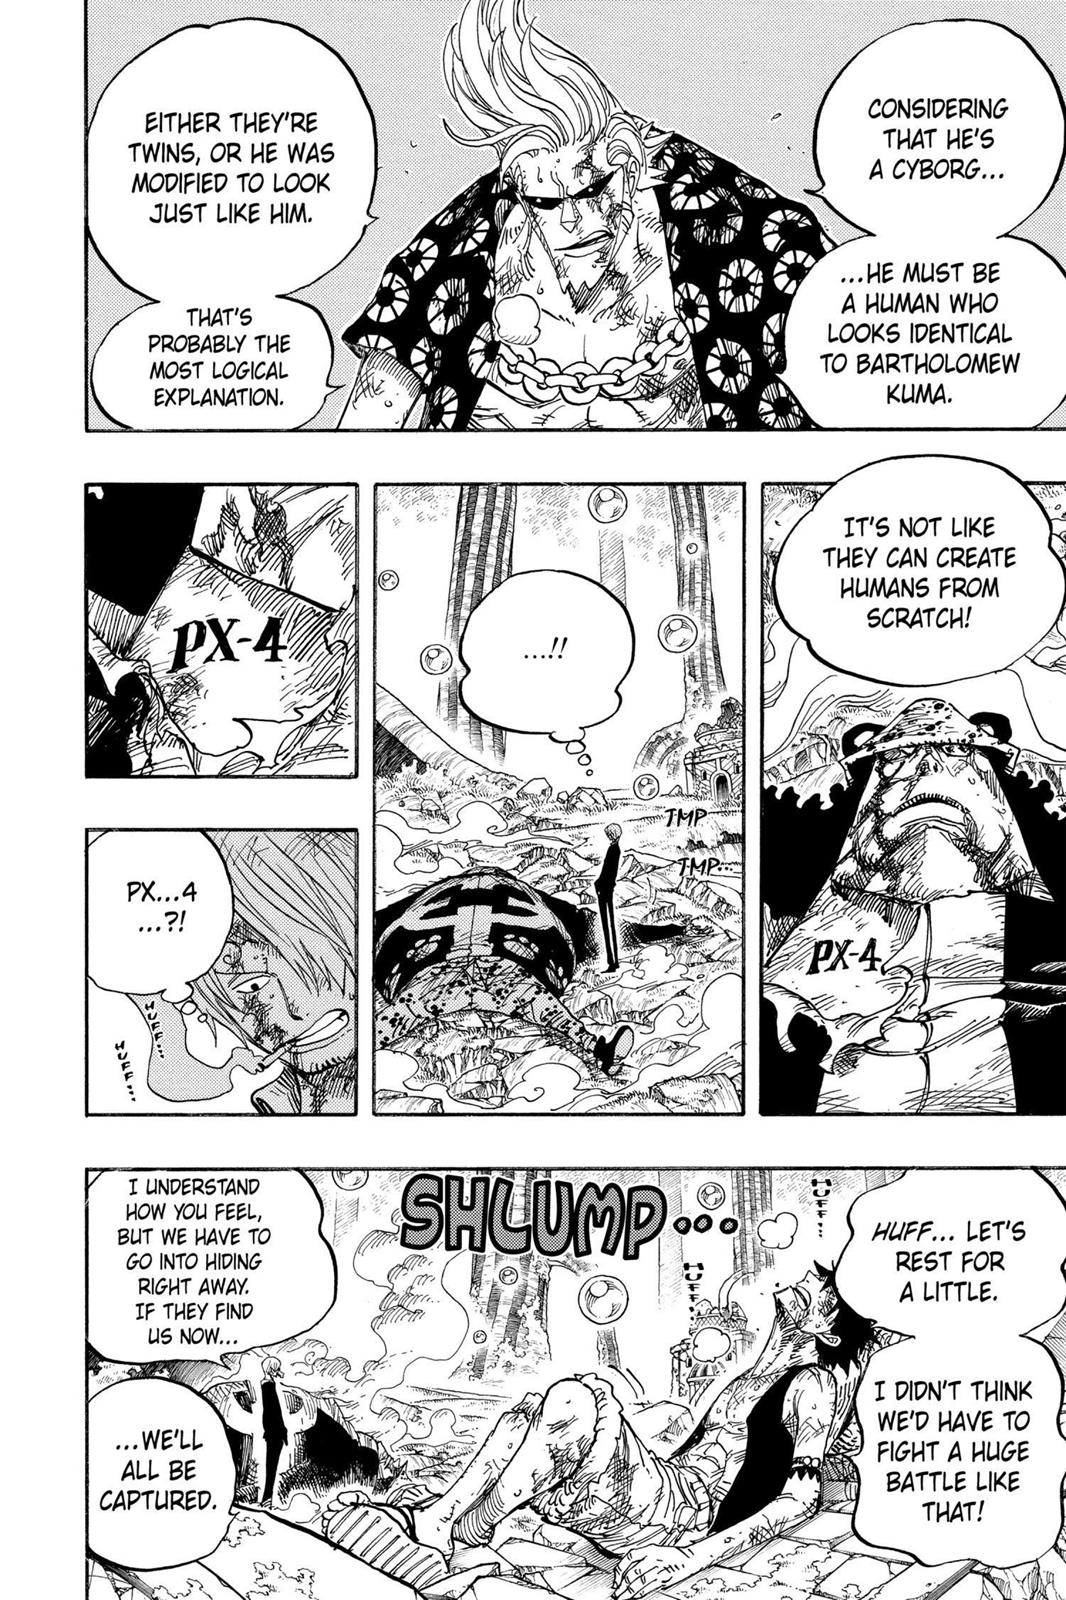 CONSIDERING
THAT HE'S
A CYBORG...
...HE MUST BE
A HUMAN WHO
LOOKS IDENTICAL
TO BARTHOLOMEW
KUMA.
EITHER THEY'RE
TWINS, OR HE WAS
MODIFIED TO LOOK
JUST LIKE HIM.
THAT'S
PROBABLY THE
MOST LOGICAL
EXPLANATION.
IT'S NOT LIKE
THEY CAN CREATE
HUMANS FROM
SCRATCH!
PX-4
...!!
TMP
TMP...
PX-4
PX...4
...?!
HUFF...
HUFF...
HUFF... LET'S
REST FOR
A LITTLE.
I DIDN'T THINK
WE'D HAVE TO
FIGHT A HUGE
BATTLE LIKE
THAT!
HUFF...
HUFF...
SHLUMP...
I UNDERSTAND
HOW YOU FEEL,
BUT WE HAVE TO
GO INTO HIDING
RIGHT AWAY.
IF THEY FIND
US NOW...
...WE'LL
ALL BE
CAPTURED.